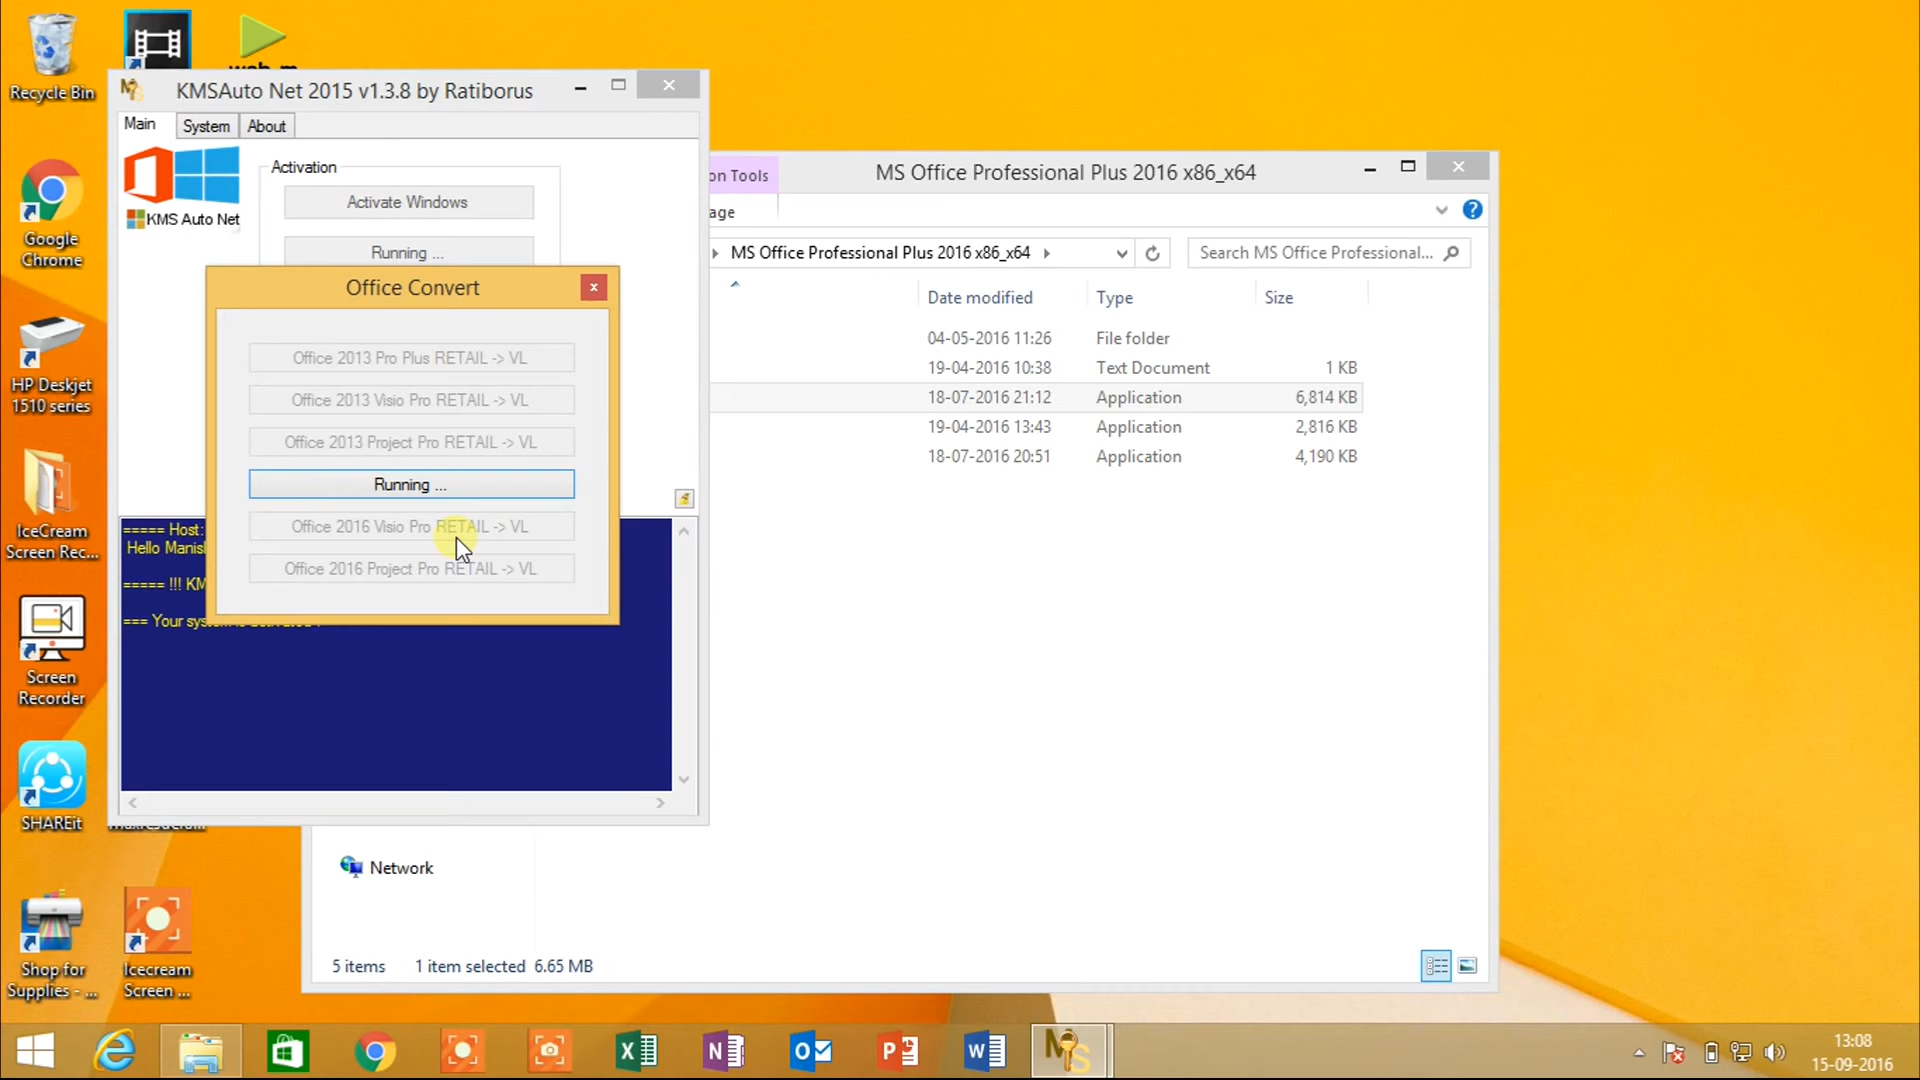 Recycle Bin
KMSAuto Net 2015 v1.3.8 by Ratiborus
Main
System
About
Activation
Activate Windows
Running ...
KMS Auto Net
Office Convert
Office 2013 Pro Plus RETAIL -> VL
Office 2013 Visio Pro RETAIL -> VL
Office 2013 Project Pro RETAIL -> VL
Running ...
Office 2016 Visio Pro RETAIL -> VL
Office 2016 Project Pro RETAIL -> VL
===== Host:
Hello Manis
===== !!! KM
=== Your
on Tools
MS Office Professional Plus 2016 x86_x64
age
MS Office Professional Plus 2016 x86_x64
Search MS Office Professional...
Date modified
Type
Size
04-05-2016 11:26
File folder
19-04-2016 10:38
Text Document
1 KB
18-07-2016 21:12
Application
6,814 KB
19-04-2016 13:43
Application
2,816 KB
18-07-2016 20:51
Application
4,190 KB
Network
5 items
1 item selected 6.65 MB
Google
Chrome
HP Deskjet
1510 series
IceCream
Screen Rec...
Screen
Recorder
SHAREit
Shop for
Supplies - ...
Icecream
Screen ...
13:08
15-09-2016